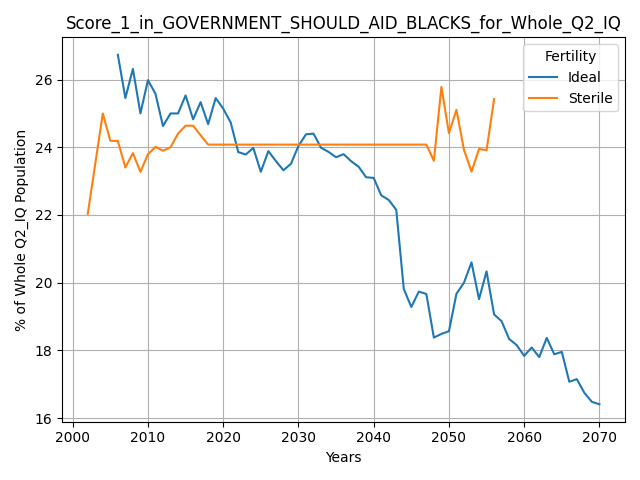 Score_1_in_GOVERNMENT_SHOULD_AID_BLACKS_for_Whole_Q2_IQ
Fertility
Ideal
Sterile
% of Whole Q2_IQ Population
26
24
22
20
18
16
2000
2010
2020
2030
2040
2050
2060
2070
Years